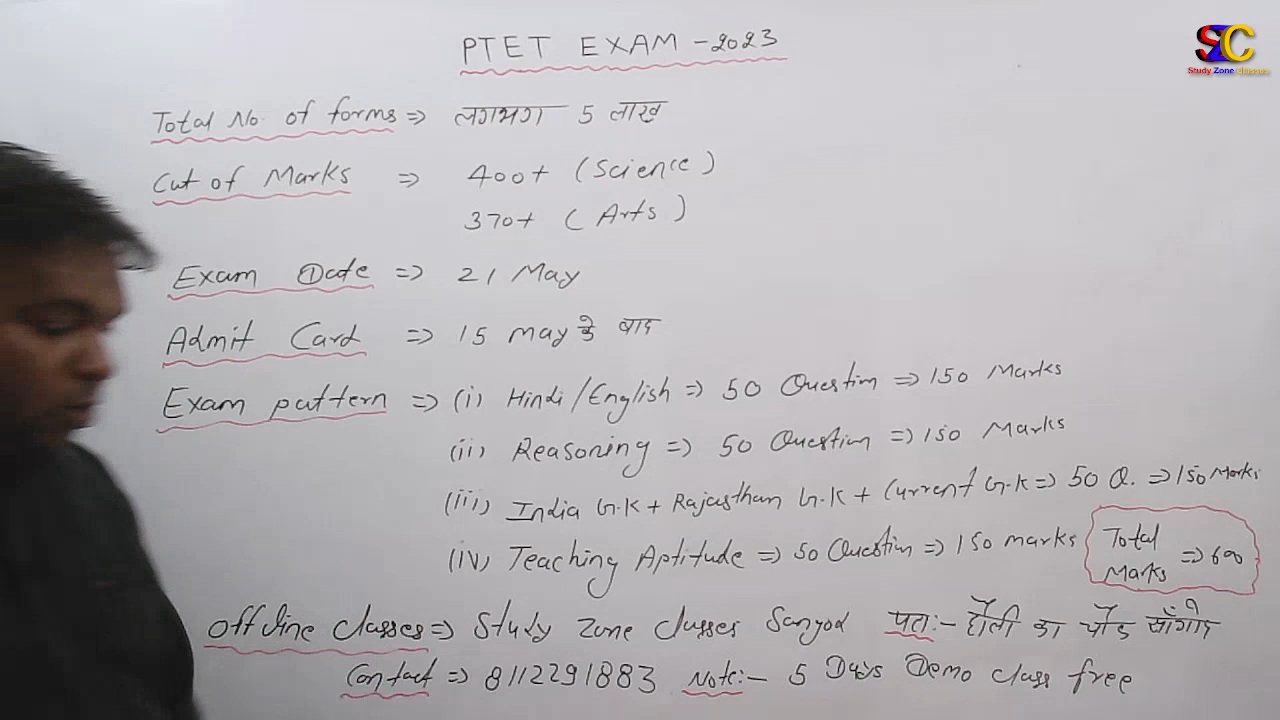 PTET EXAM - 2023
SZC
Study Zone Classes
Total No. of forms => लगभग 5 लाख
Cut of Marks => 400+ (Science)
370+ (Arts)
Exam Date => 21 May
Admit Card => 15 may के बाद
Exam pattern => (i) Hindi/English => 50 Question => 150 Marks
(ii) Reasoning => 50 Question => 150 Marks
(iii) India G.K + Rajasthan G.K + Current G.K => 50 Q. => 150 Marks
(iv) Teaching Aptitude => 50 Question => 150 marks
Total Marks => 600
Offline classes => Study Zone classes Sangod पता:- होली का चौक साँगोद
Contact => 8112291883 Note:- 5 Days Demo class free